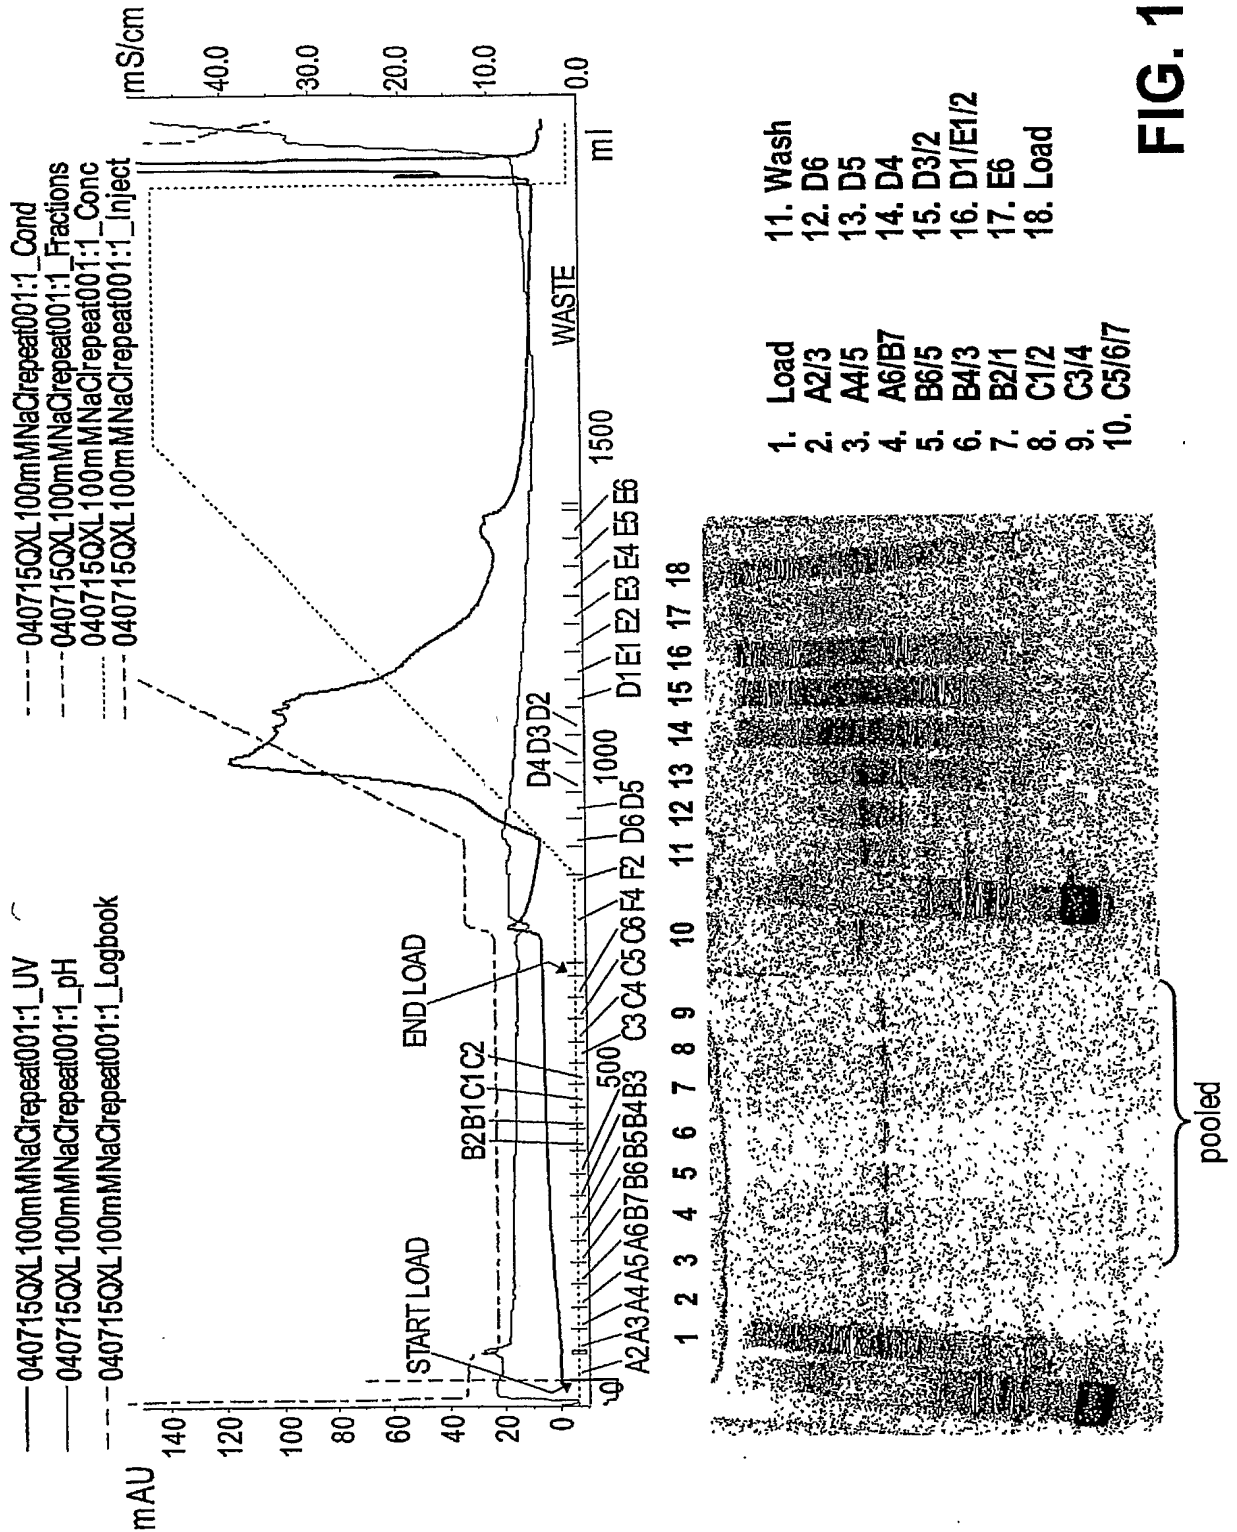 040715QXL100mMNaClrepeat001:1_UV
040715QXL100mMNaClrepeat001:1_pH
040715QXL100mMNaClrepeat001:1_Logbook
040715QXL100mMNaClrepeat001:1_Cond
040715QXL100mMNaClrepeat001:1_Fractions
040715QXL100mMNaClrepeat001:1_Conc
040715QXL100mMNaClrepeat001:1_Inject
mAU
140
120
100
80
60
40
20
0
mS/cm
40.0
30.0
20.0
10.0
0.0
START LOAD
END LOAD
WASTE
B2 B1 C1 C2
D4 D3 D2
0
500
1000
1500
ml
A2 A3 A4 A5 A6 B7 B6 B5 B4 B3
C3 C4 C5 C6 F4 F2 D6 D5
D1 E1 E2 E3 E4 E5 E6
1 2 3 4 5 6 7 8 9 10 11 12 13 14 15 16 17 18
pooled
1. Load
2. A2/3
3. A4/5
4. A6/B7
5. B6/5
6. B4/3
7. B2/1
8. C1/2
9. C3/4
10. C5/6/7
11. Wash
12. D6
13. D5
14. D4
15. D3/2
16. D1/E1/2
17. E6
18. Load
FIG. 1